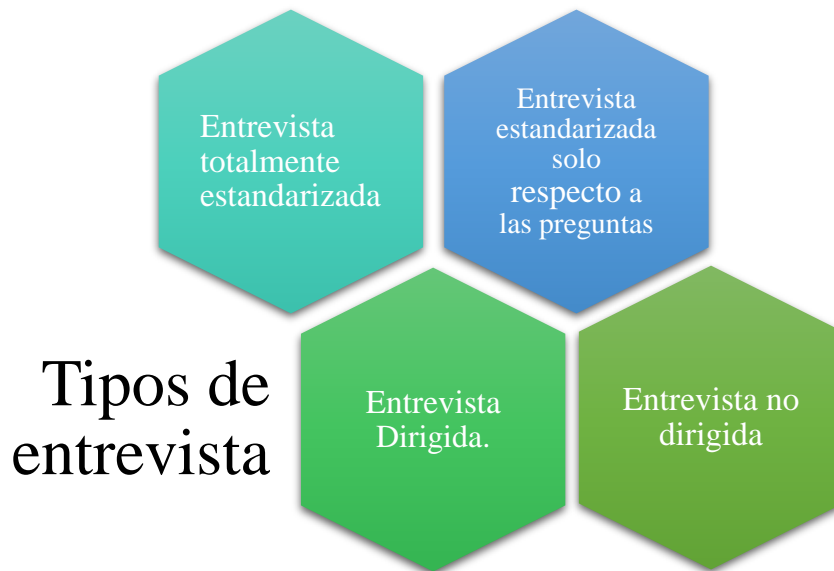 Entrevista
totalmente
estandarizada
Entrevista
estandarizada
solo
respecto a
las preguntas
Tipos de
entrevista
Entrevista
Dirigida.
Entrevista no
dirigida